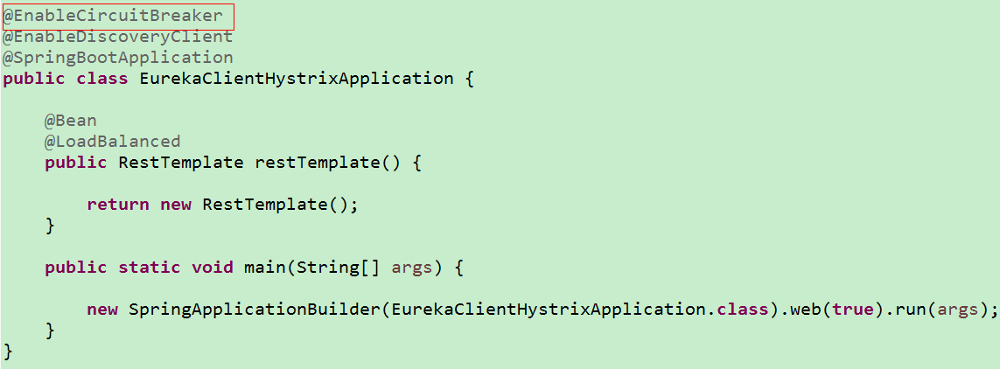 @EnableCircuitBreaker
@EnableDiscoveryClient
@SpringBootApplication
public class EurekaClientHystrixApplication {
@Bean
@LoadBalanced
public RestTemplate restTemplate() {
return new RestTemplate();
}
public static void main(String[] args) {
new SpringApplicationBuilder(EurekaClientHystrixApplication.class).web(true).run(args);
}
}